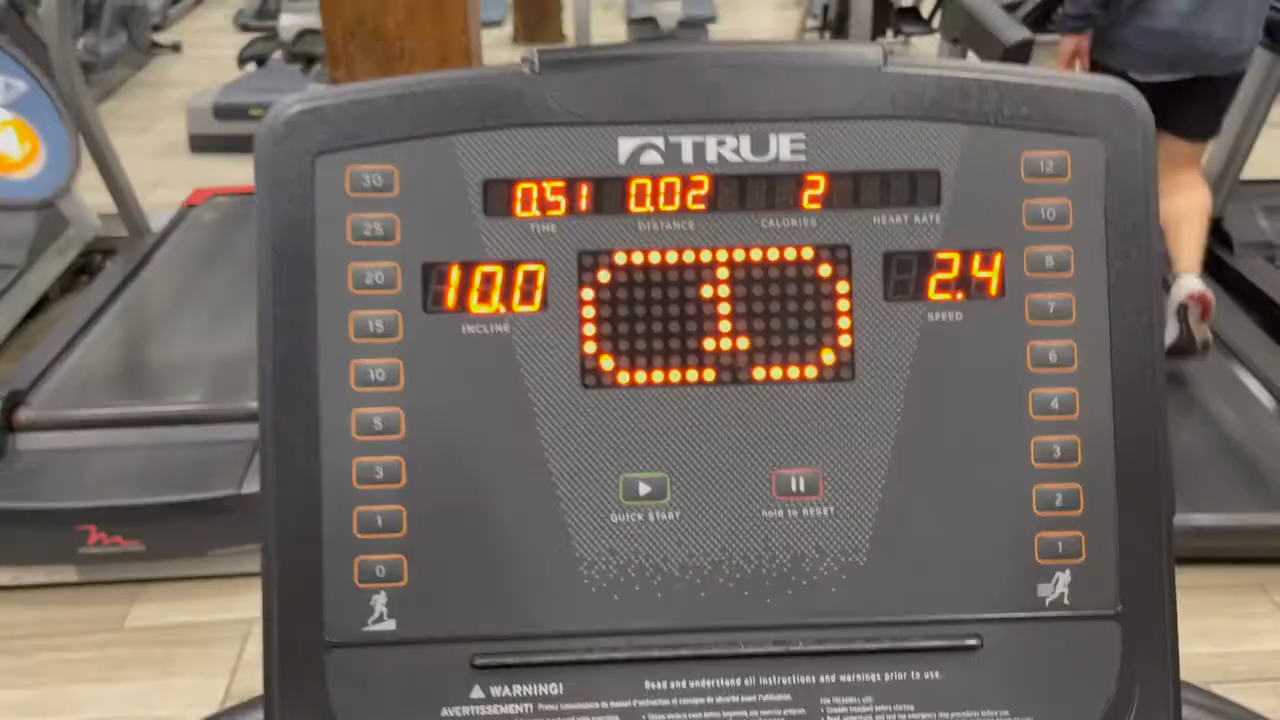 TRUE
0.51 0.02 2
TIME DISTANCE CALORIES HEART RATE
10.0
INCLINE
1
2.4
SPEED
30
25
20
15
10
5
3
1
0
12
10
8
7
6
4
3
2
1
QUICK START
hold to RESET
WARNING!
Read and understand all instructions and warnings prior to use.
AVERTISSEMENT!